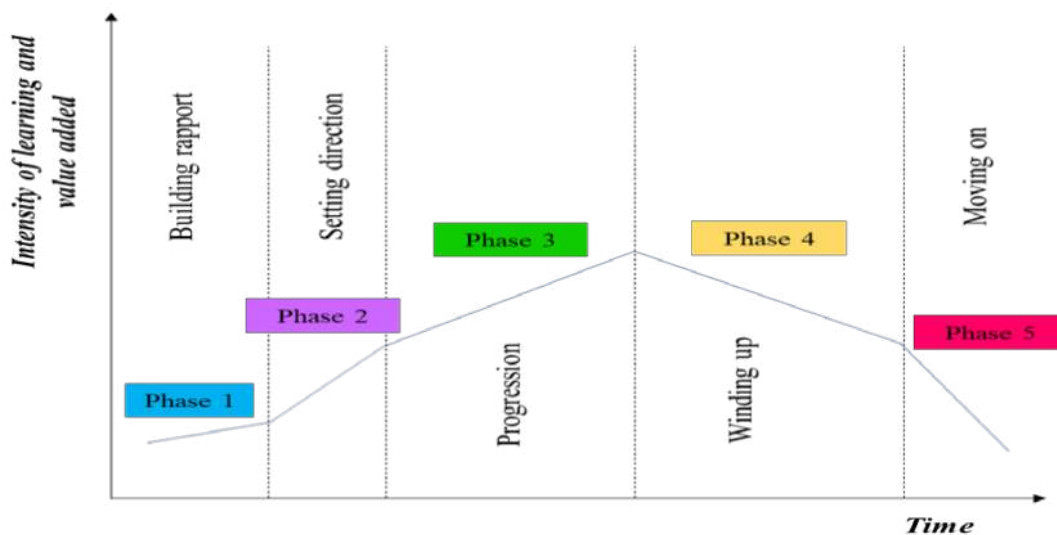 Intensity of learning and
value added
Building rapport
Setting direction
Phase 3
Phase 4
Moving on
Phase 2
Phase 5
Phase 1
Progression
Winding up
Time